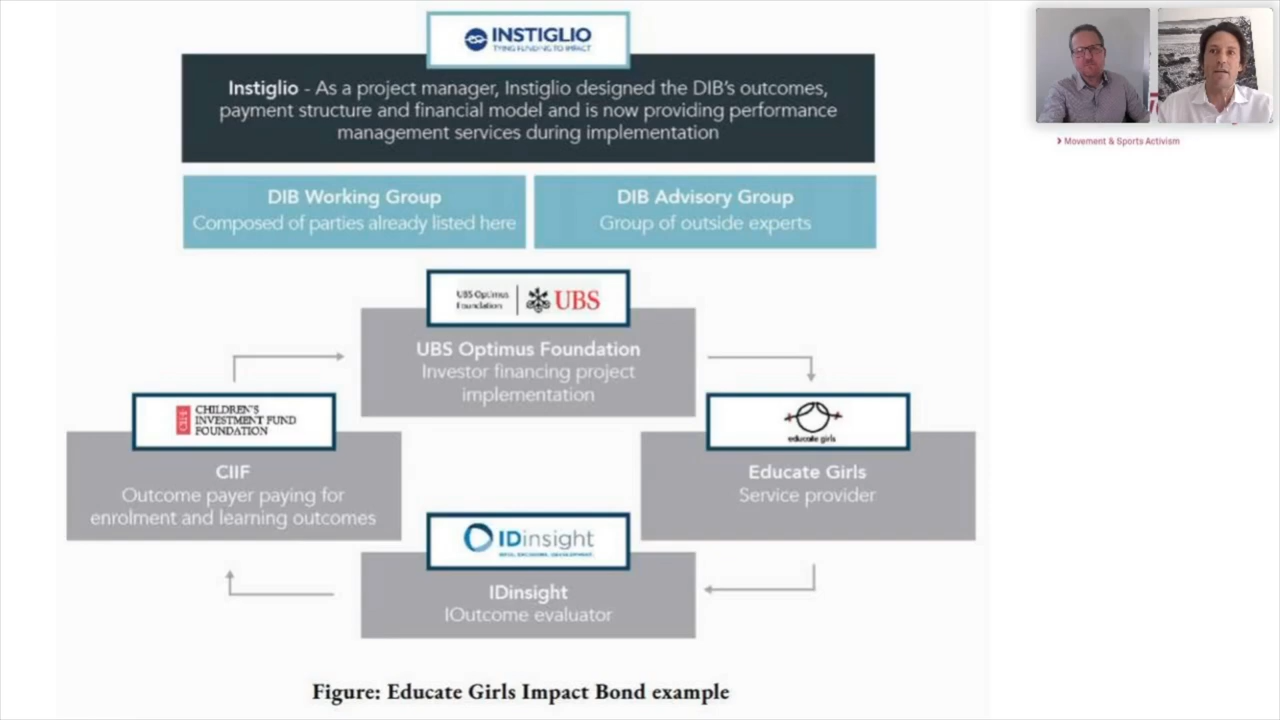 INSTIGLIO
TYING FUNDING TO IMPACT
Instiglio - As a project manager, Instiglio designed the DIB's outcomes,
payment structure and financial model and is now providing performance
management services during implementation
DIB Working Group
Composed of parties already listed here
DIB Advisory Group
Group of outside experts
UBS Optimus
Foundation
UBS
UBS Optimus Foundation
Investor financing project
implementation
CHILDREN'S
INVESTMENT FUND
FOUNDATION
CIIF
Outcome payer paying for
enrolment and learning outcomes
educate girls
Educate Girls
Service provider
IDinsight
IDinsight
IOutcome evaluator
Figure: Educate Girls Impact Bond example
Movement & Sports Activism